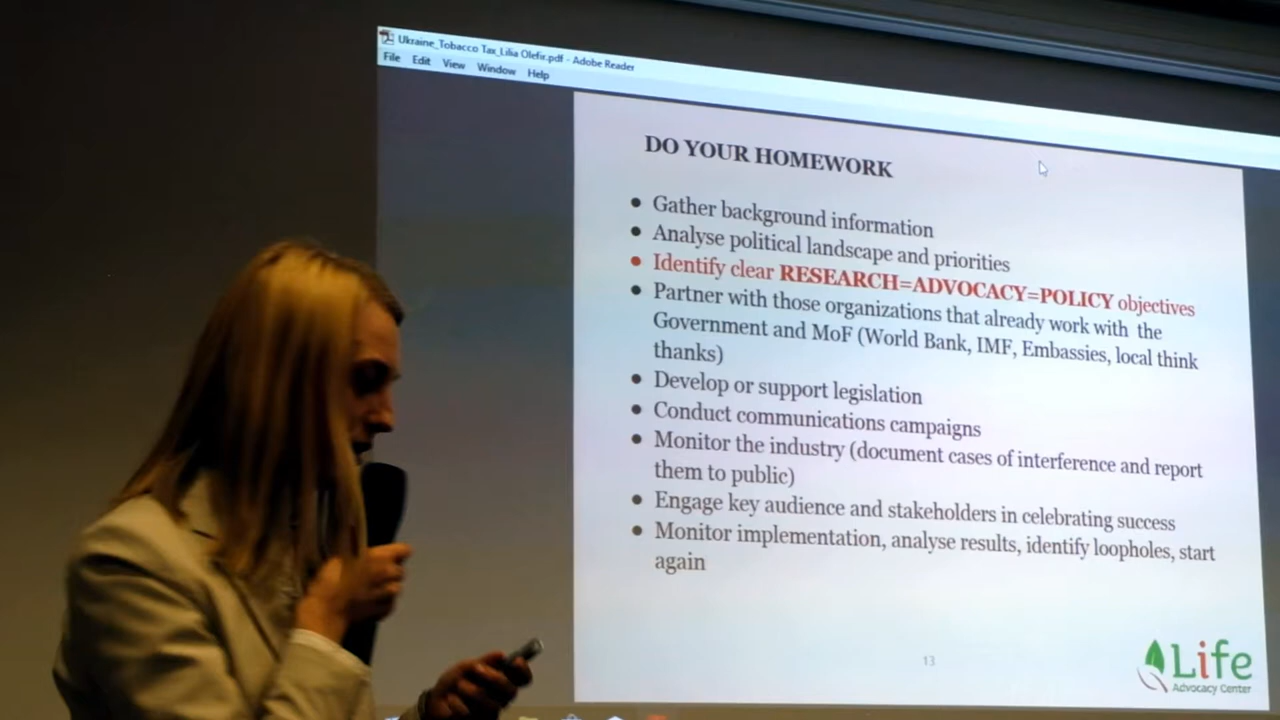 Ukraine_Tobacco Tax_Lilia Olefir.pdf - Adobe Reader
File Edit View Window Help
DO YOUR HOMEWORK
• Gather background information
• Analyse political landscape and priorities
• Identify clear RESEARCH=ADVOCACY=POLICY objectives
• Partner with those organizations that already work with the
Government and MoF (World Bank, IMF, Embassies, local think
thanks)
• Develop or support legislation
• Conduct communications campaigns
• Monitor the industry (document cases of interference and report
them to public)
• Engage key audience and stakeholders in celebrating success
• Monitor implementation, analyse results, identify loopholes, start
again
13
Life
Advocacy Center